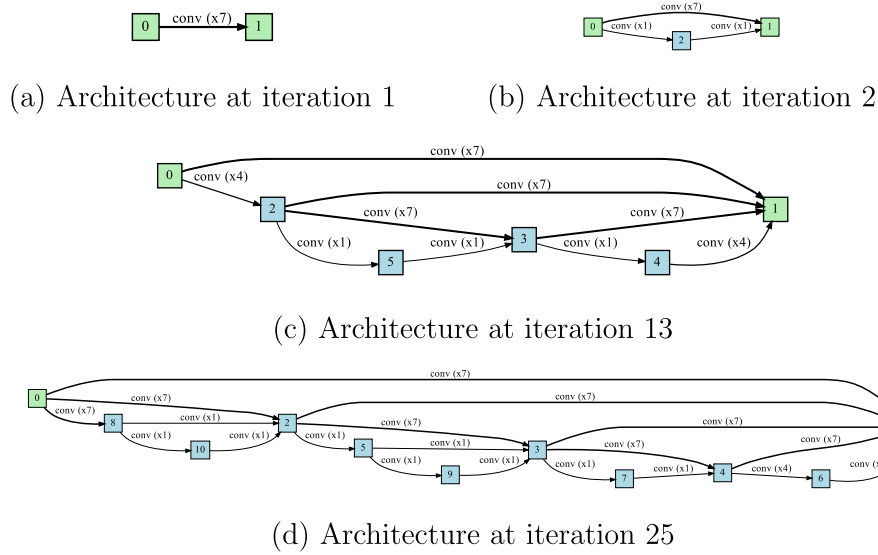 0 conv (x7) 1
(a) Architecture at iteration 1
conv (x7)
0 conv (x1) conv (x1) 1
2
(b) Architecture at iteration 2
conv (x7)
0 conv (x4)
conv (x7)
2 conv (x7) conv (x7) 1
3
conv (x1) conv (x1) conv (x1) conv (x4)
5 4
(c) Architecture at iteration 13
conv (x7)
0 conv (x7) conv (x7)
conv (x7) 8 conv (x1) 2 conv (x7) conv (x7)
conv (x1) conv (x1) conv (x1) 5 conv (x1) 3 conv (x7) conv (x7)
10 conv (x1) conv (x1) conv (x1) 4 conv (x4)
9 7 conv (x1) 6
(d) Architecture at iteration 25